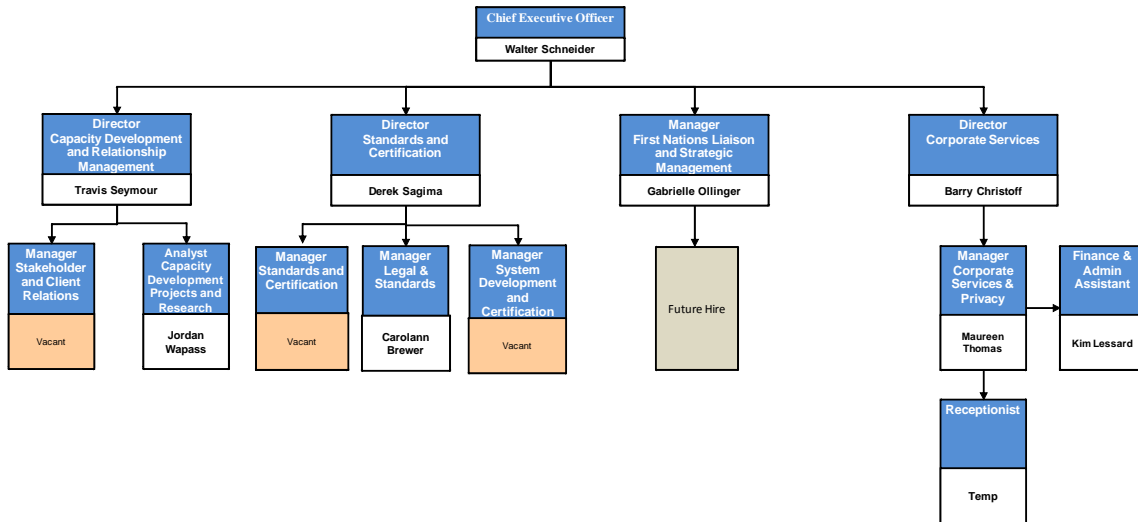 Chief Executive Officer
Walter Schneider
Director
Capacity Development
and Relationship
Management
Travis Seymour
Director
Standards and
Certification
Derek Sagima
Manager
First Nations Liaison
and Strategic
Management
Gabrielle Ollinger
Director
Corporate Services
Barry Christoff
Manager
Stakeholder
and Client
Relations
Vacant
Analyst
Capacity
Development
Projects and
Research
Jordan
Wapass
Manager
Standards and
Certification
Vacant
Manager
Legal &
Standards
Carolann
Brewer
Manager
System
Development
and
Certification
Vacant
Future Hire
Manager
Corporate
Services &
Privacy
Maureen
Thomas
Finance &
Admin
Assistant
Kim Lessard
Receptionist
Temp